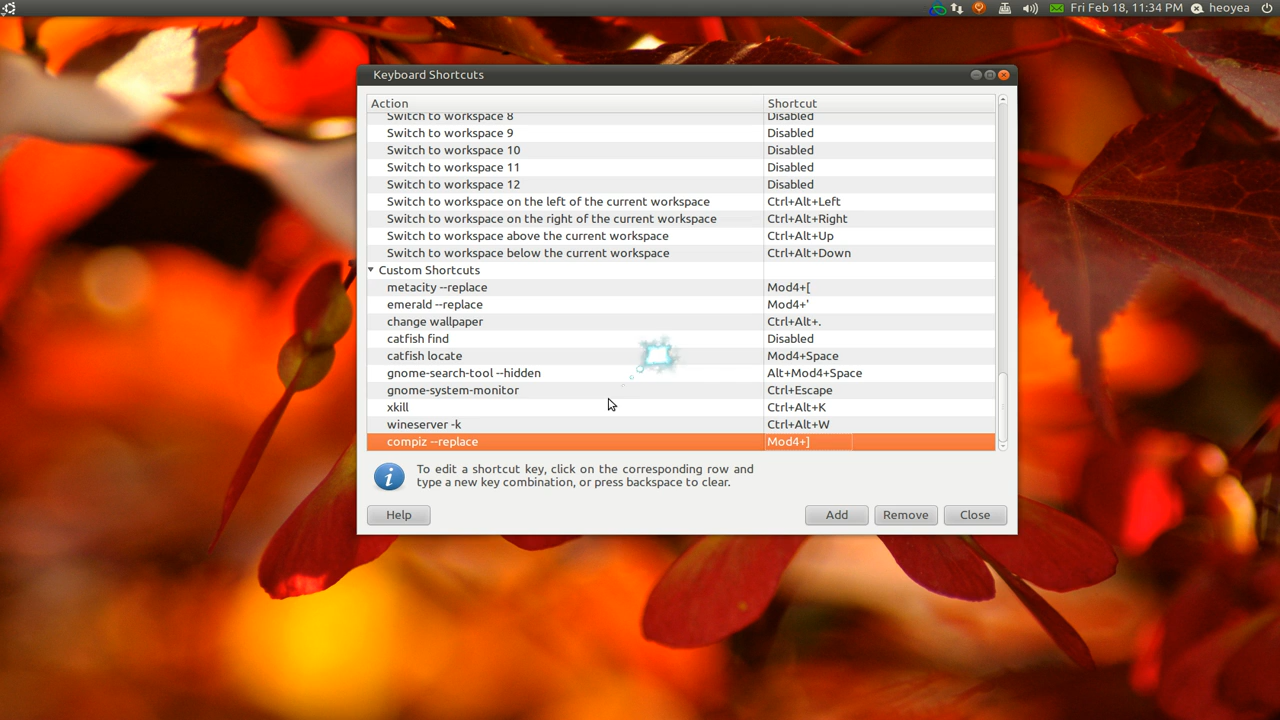 Fri Feb 18, 11:34 PM heoyea
Keyboard Shortcuts
Action Shortcut
Switch to workspace 8 Disabled
Switch to workspace 9 Disabled
Switch to workspace 10 Disabled
Switch to workspace 11 Disabled
Switch to workspace 12 Disabled
Switch to workspace on the left of the current workspace Ctrl+Alt+Left
Switch to workspace on the right of the current workspace Ctrl+Alt+Right
Switch to workspace above the current workspace Ctrl+Alt+Up
Switch to workspace below the current workspace Ctrl+Alt+Down
Custom Shortcuts
metacity --replace Mod4+[
emerald --replace Mod4+'
change wallpaper Ctrl+Alt+.
catfish find Disabled
catfish locate Mod4+Space
gnome-search-tool --hidden Alt+Mod4+Space
gnome-system-monitor Ctrl+Escape
xkill Ctrl+Alt+K
wineserver -k Ctrl+Alt+W
compiz --replace Mod4+]
To edit a shortcut key, click on the corresponding row and
type a new key combination, or press backspace to clear.
Help Add Remove Close